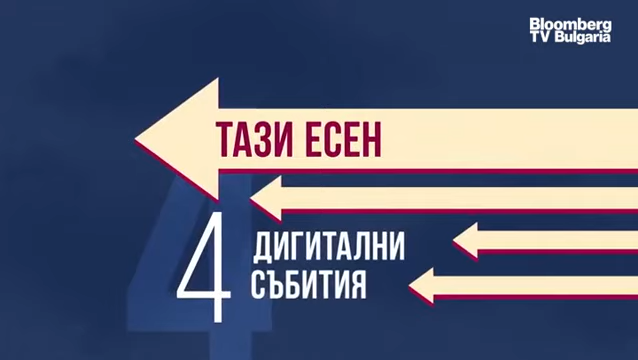 Bloomberg
TV Bulgaria
ТАЗИ ЕСЕН
4
ДИГИТАЛНИ
СЪБИТИЯ